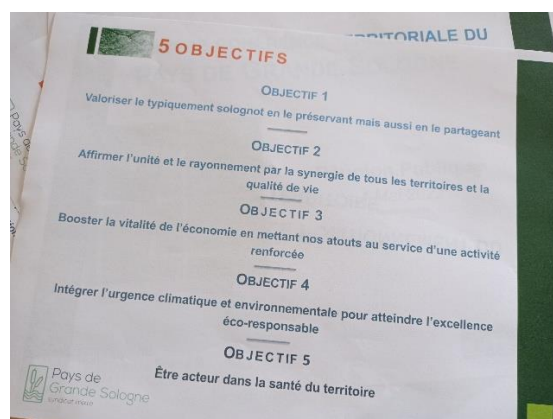 TERRITORIALE DU
5 OBJECTIFS
OBJECTIF 1
Valoriser le typiquement solognot en le préservant mais aussi en le partageant
OBJECTIF 2
Affirmer l'unité et le rayonnement par la synergie de tous les territoires et la
qualité de vie
OBJECTIF 3
Booster la vitalité de l'économie en mettant nos atouts au service d'une activité
renforcée
OBJECTIF 4
Intégrer l'urgence climatique et environnementale pour atteindre l'excellence
éco-responsable
OBJECTIF 5
Être acteur dans la santé du territoire
Pays de
Grande Sologne
syndicat mixte